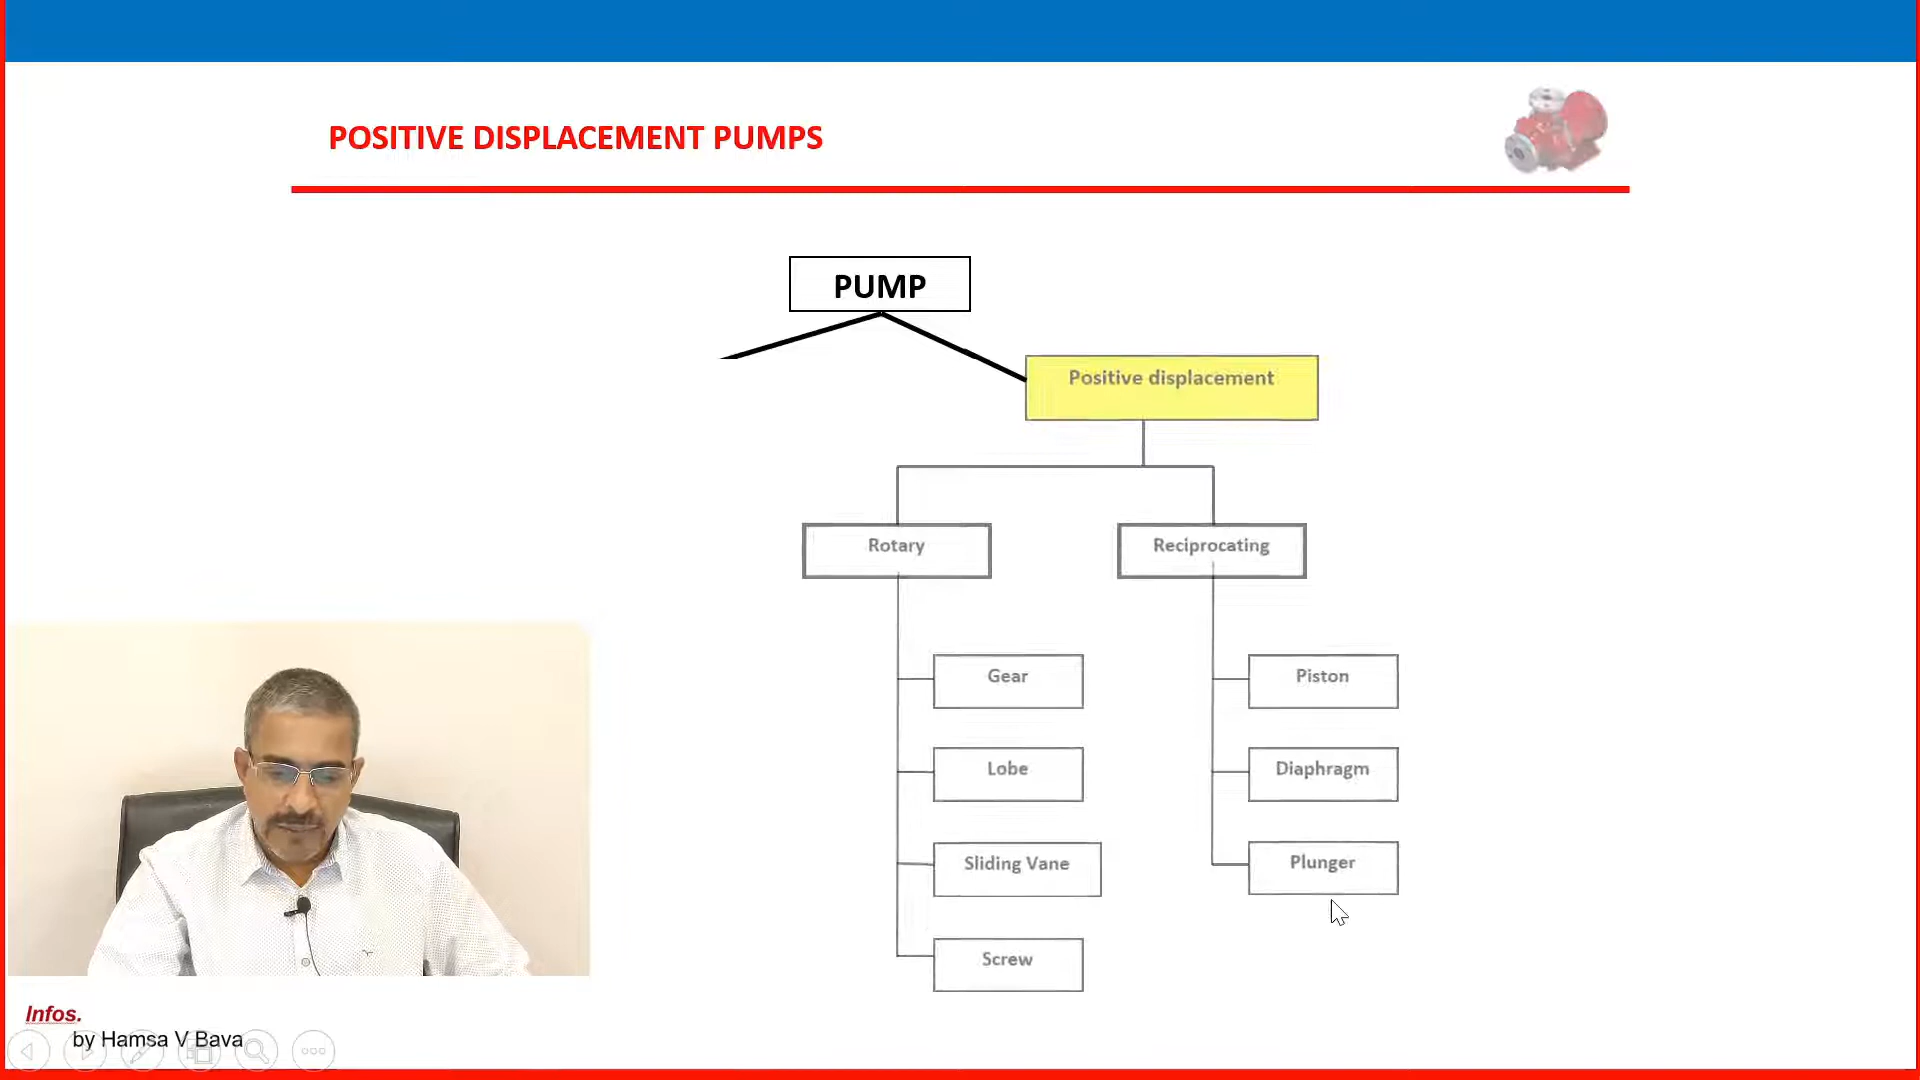 POSITIVE DISPLACEMENT PUMPS
PUMP
Positive displacement
Rotary
Reciprocating
Gear
Piston
Lobe
Diaphragm
Sliding Vane
Plunger
Screw
Infos.
by Hamsa V Bava